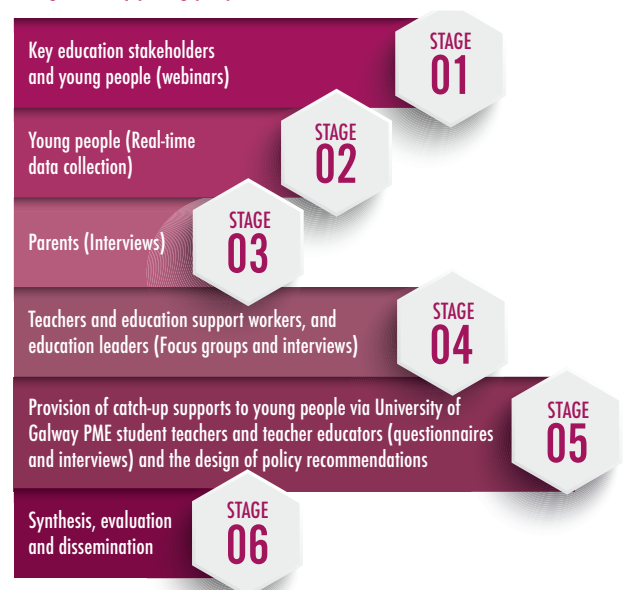 Key education stakeholders
and young people (webinars)
STAGE
01
Young people (Real-time
data collection)
STAGE
02
Parents (Interviews)
STAGE
03
Teachers and education support workers, and
education leaders (Focus groups and interviews)
STAGE
04
Provision of catch-up supports to young people via University of
Galway PME student teachers and teacher educators (questionnaires
and interviews) and the design of policy recommendations
STAGE
05
Synthesis, evaluation
and dissemination
STAGE
06